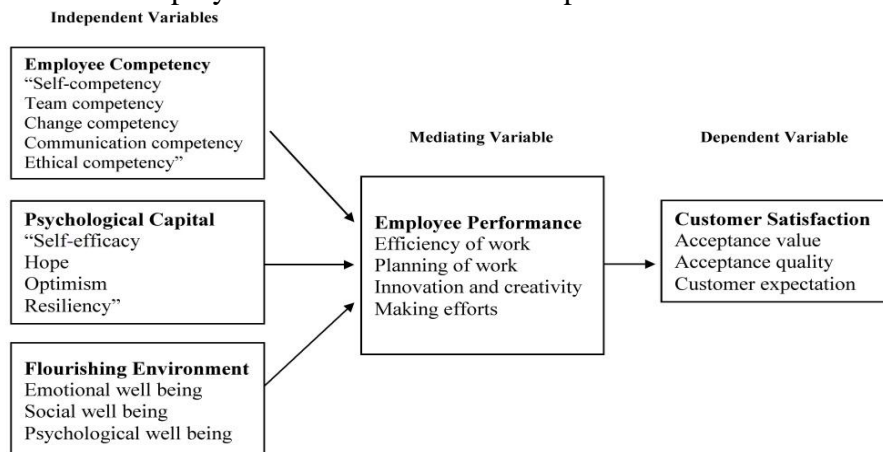 Independent Variables
Employee Competency
“Self-competency
Team competency
Change competency
Communication competency
Ethical competency”
Psychological Capital
“Self-efficacy
Hope
Optimism
Resiliency”
Flourishing Environment
Emotional well being
Social well being
Psychological well being
Mediating Variable
Employee Performance
Efficiency of work
Planning of work
Innovation and creativity
Making efforts
Dependent Variable
Customer Satisfaction
Acceptance value
Acceptance quality
Customer expectation